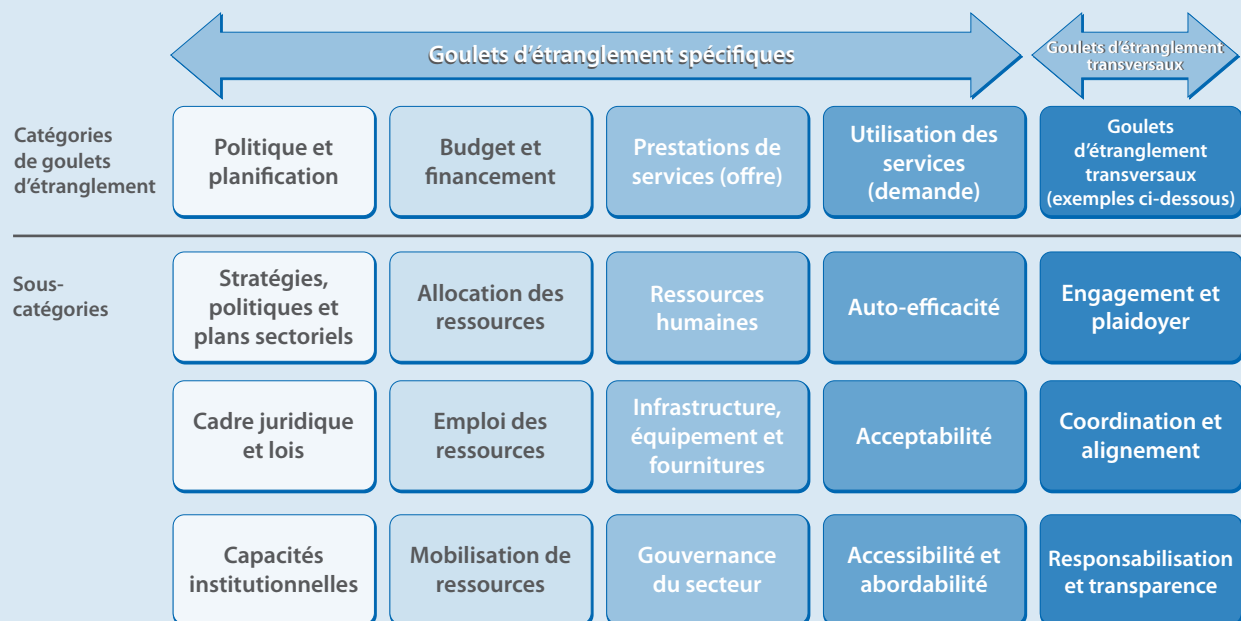 Goulets d'étranglement spécifiques
Goulets d'étranglement
transversaux
Catégories
de goulets
d'étranglement
Politique et
planification
Budget et
financement
Prestations de
services (offre)
Utilisation des
services
(demande)
Goulets
d'étranglement
transversaux
(exemples ci-dessous)
Sous-
catégories
Stratégies,
politiques et
plans sectoriels
Allocation des
ressources
Ressources
humaines
Auto-efficacité
Engagement et
plaidoyer
Cadre juridique
et lois
Emploi des
ressources
Infrastructure,
équipement et
fournitures
Acceptabilité
Coordination et
alignement
Capacités
institutionnelles
Mobilisation de
ressources
Gouvernance
du secteur
Accessibilité et
abordabilité
Responsabilisation
et transparence